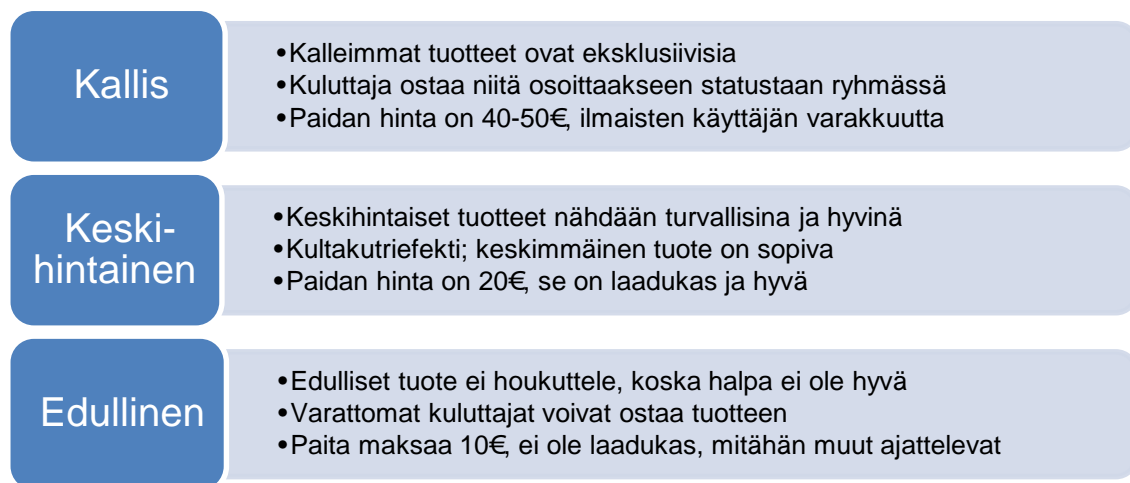 Kallis
•Kalleimmat tuotteet ovat eksklusiivisia
•Kuluttaja ostaa niitä osoittaakseen statustaan ryhmässä
•Paidan hinta on 40-50€, ilmaisten käyttäjän varakkuutta
Keski-
hintainen
•Keskihintaiset tuotteet nähdään turvallisina ja hyvinä
•Kultakutriefekti; keskimmäinen tuote on sopiva
•Paidan hinta on 20€, se on laadukas ja hyvä
Edullinen
•Edulliset tuote ei houkuttele, koska halpa ei ole hyvä
•Varattomat kuluttajat voivat ostaa tuotteen
•Paita maksaa 10€, ei ole laadukas, mitähän muut ajattelevat